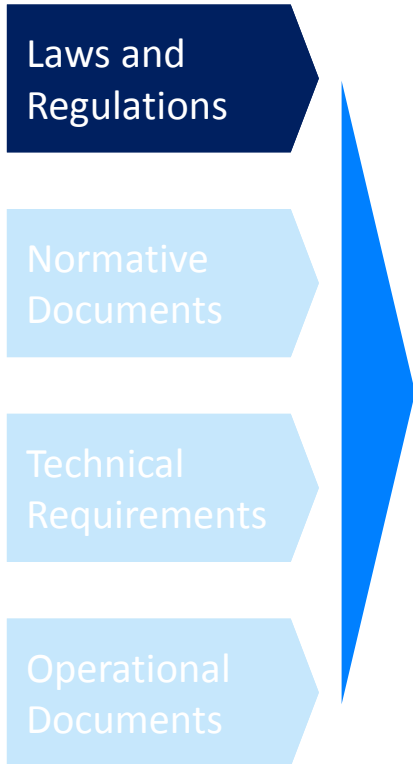 Laws and
Regulations
Normative
Documents
Technical
Requirements
Operational
Documents